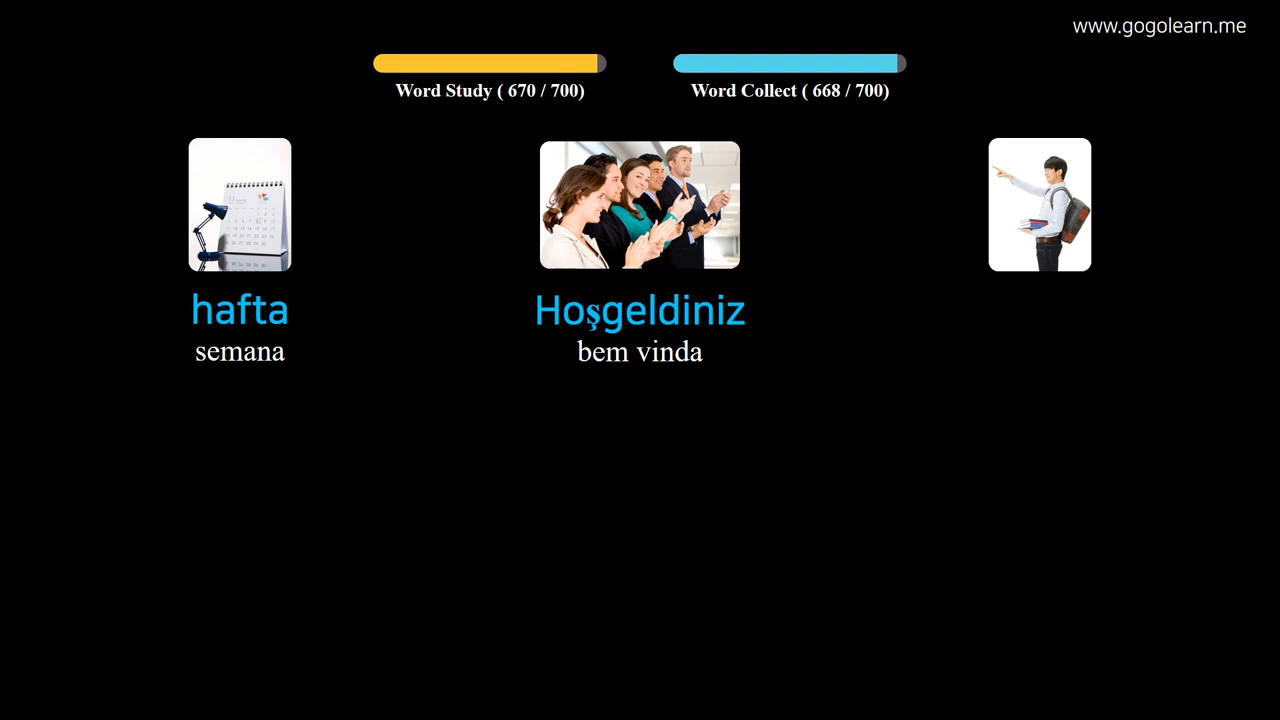 www.gogolearn.me
Word Study ( 670 / 700)
Word Collect ( 668 / 700)
hafta
semana
Hoşgeldiniz
bem vinda